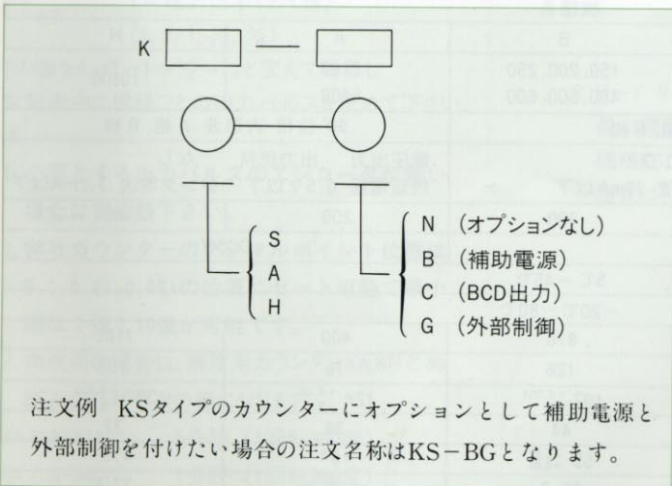 K
S
A
H
N （オプションなし）
B （補助電源）
C （BCD出力）
G （外部制御）
注文例　KSタイプのカウンターにオプションとして補助電源と
外部制御を付けたい場合の注文名称はKS－BGとなります。